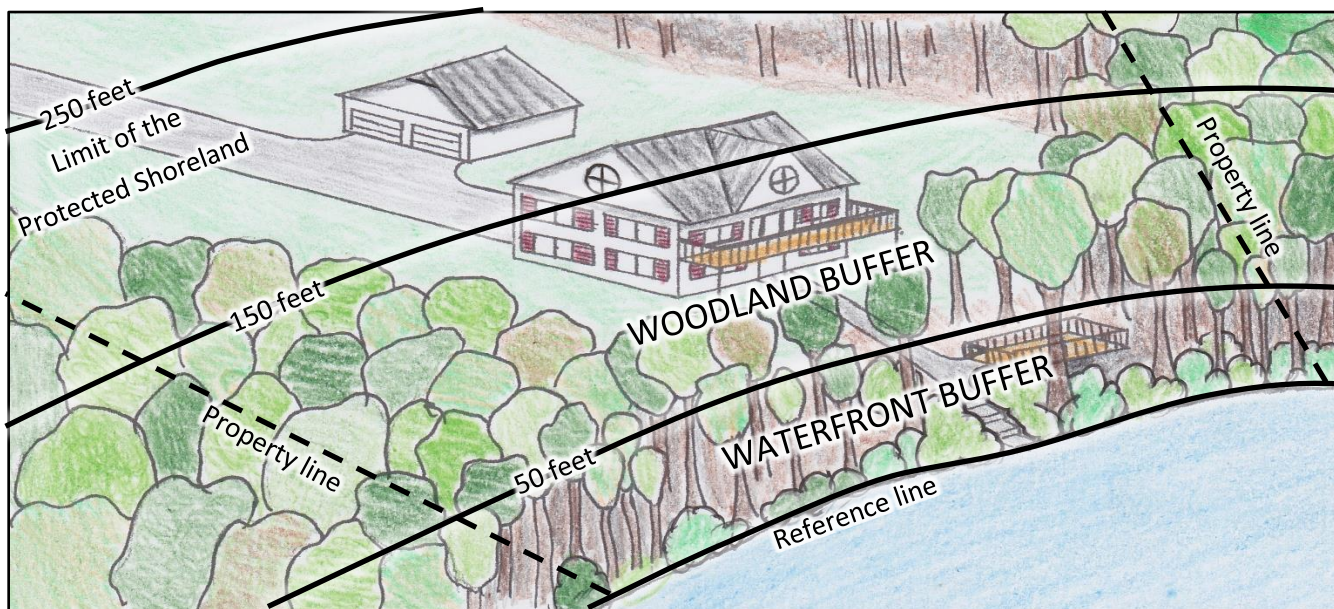 250 feet
Limit of the
Protected Shoreland
Property line
150 feet
WOODLAND BUFFER
WATERFRONT BUFFER
Property line
50 feet
Reference line